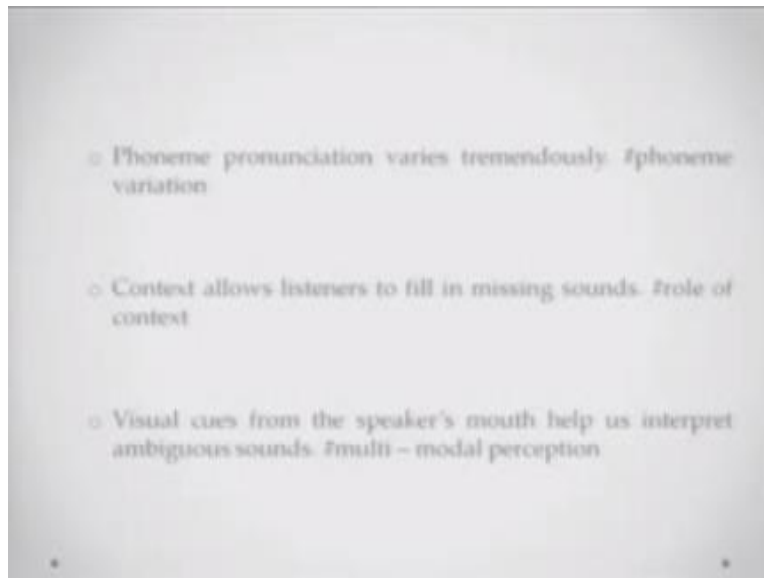 Phoneme pronunciation varies tremendously. #phoneme
variation
Context allows listeners to fill in missing sounds. #role of
context
Visual cues from the speaker's mouth help us interpret
ambiguous sounds. #multi – modal perception